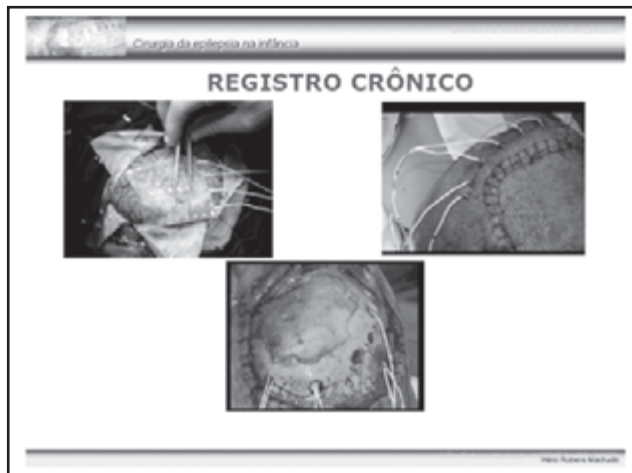 Cirurgia da epilepsia na infância
REGISTRO CRÔNICO
Hélio Rubens Machado